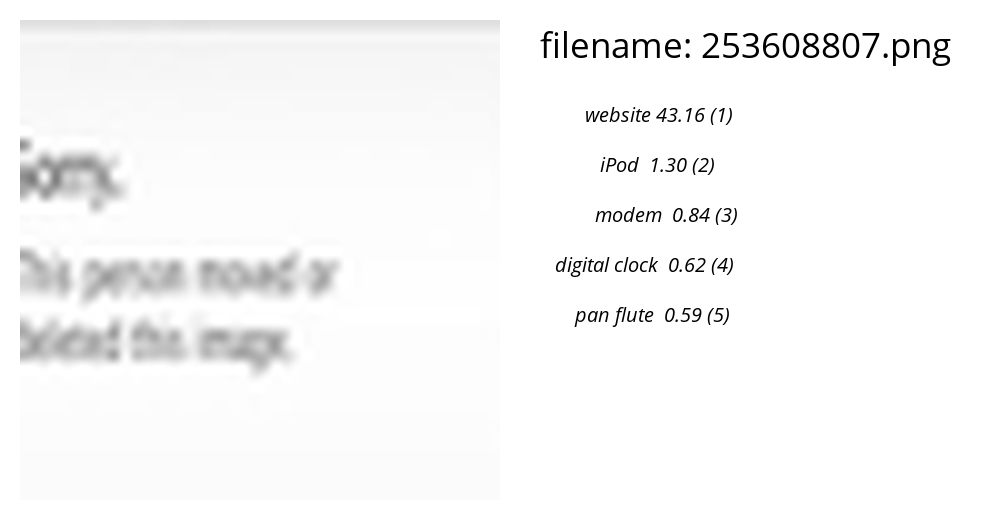 Sorry,
This person moved or
deleted this image.
filename: 253608807.png
website 43.16 (1)
iPod 1.30 (2)
modem 0.84 (3)
digital clock 0.62 (4)
pan flute 0.59 (5)